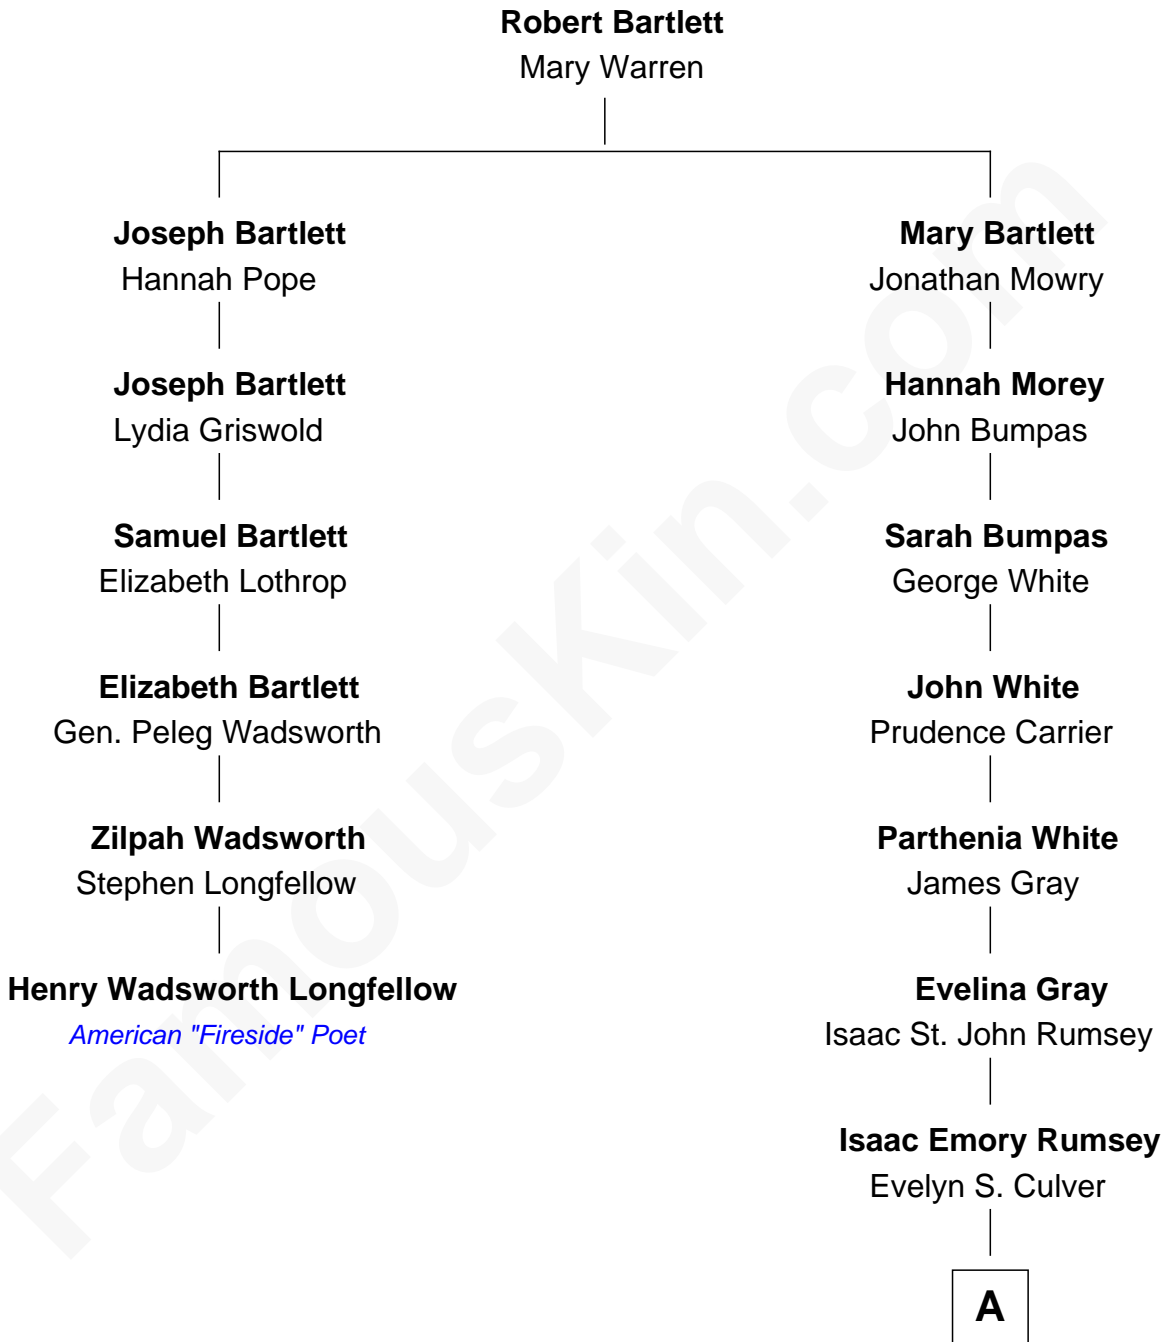 Robert Bartlett
Mary Warren
Joseph Bartlett
Hannah Pope
Joseph Bartlett
Lydia Griswold
Samuel Bartlett
Elizabeth Lothrop
Elizabeth Bartlett
Gen. Peleg Wadsworth
Zilpah Wadsworth
Stephen Longfellow
Henry Wadsworth Longfellow
American "Fireside" Poet
Mary Bartlett
Jonathan Mowry
Hannah Morey
John Bumpas
Sarah Bumpas
George White
John White
Prudence Carrier
Parthenia White
James Gray
Evelina Gray
Isaac St. John Rumsey
Isaac Emory Rumsey
Evelyn S. Culver
A
FamousKin.com